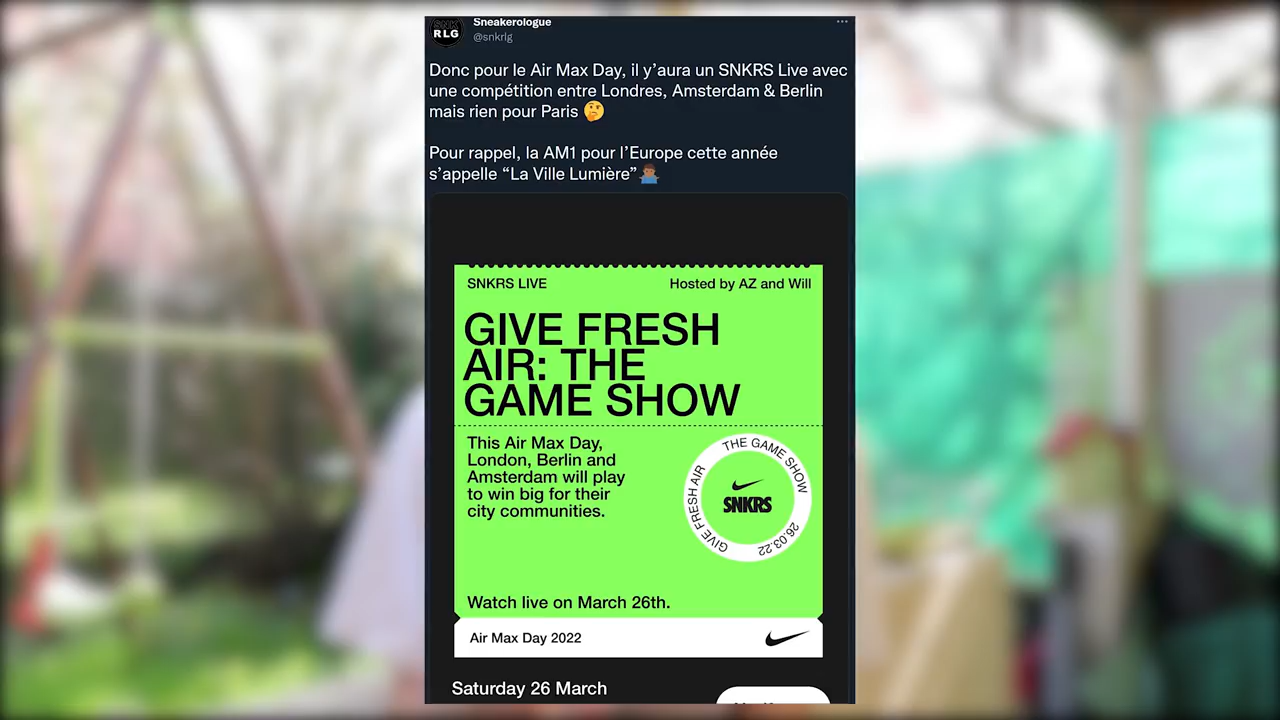 Sneakerologue
@snkrlg
RLG
Donc pour le Air Max Day, il y’aura un SNKRS Live avec
une compétition entre Londres, Amsterdam & Berlin
mais rien pour Paris 🤔
Pour rappel, la AM1 pour l’Europe cette année
s’appelle “La Ville Lumière”🤷🏾‍♂️
SNKRS LIVE
Hosted by AZ and Will
GIVE FRESH
AIR: THE
GAME SHOW
This Air Max Day,
London, Berlin and
Amsterdam will play
to win big for their
city communities.
GIVE FRESH AIR
THE GAME SHOW
26.03.22
SNKRS
Watch live on March 26th.
Air Max Day 2022
Saturday 26 March